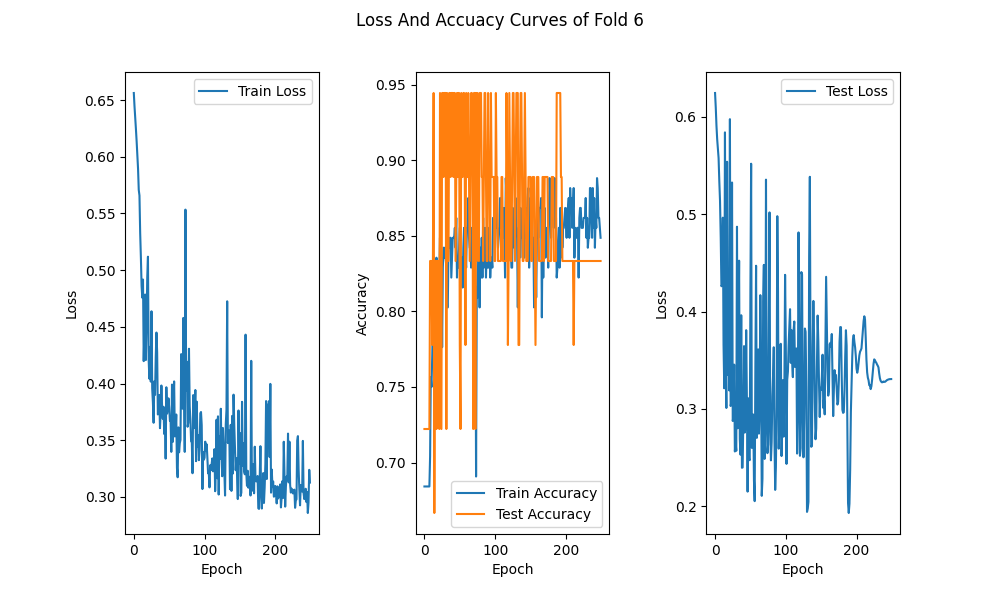 Loss And Accuacy Curves of Fold 6
Train Loss
0.65
0.60
0.55
0.50
0.45
0.40
0.35
0.30
Loss
0
100
200
Epoch
0.95
0.90
0.85
0.80
0.75
0.70
Accuracy
Train Accuracy
Test Accuracy
0
100
200
Epoch
Test Loss
0.6
0.5
0.4
0.3
0.2
Loss
0
100
200
Epoch